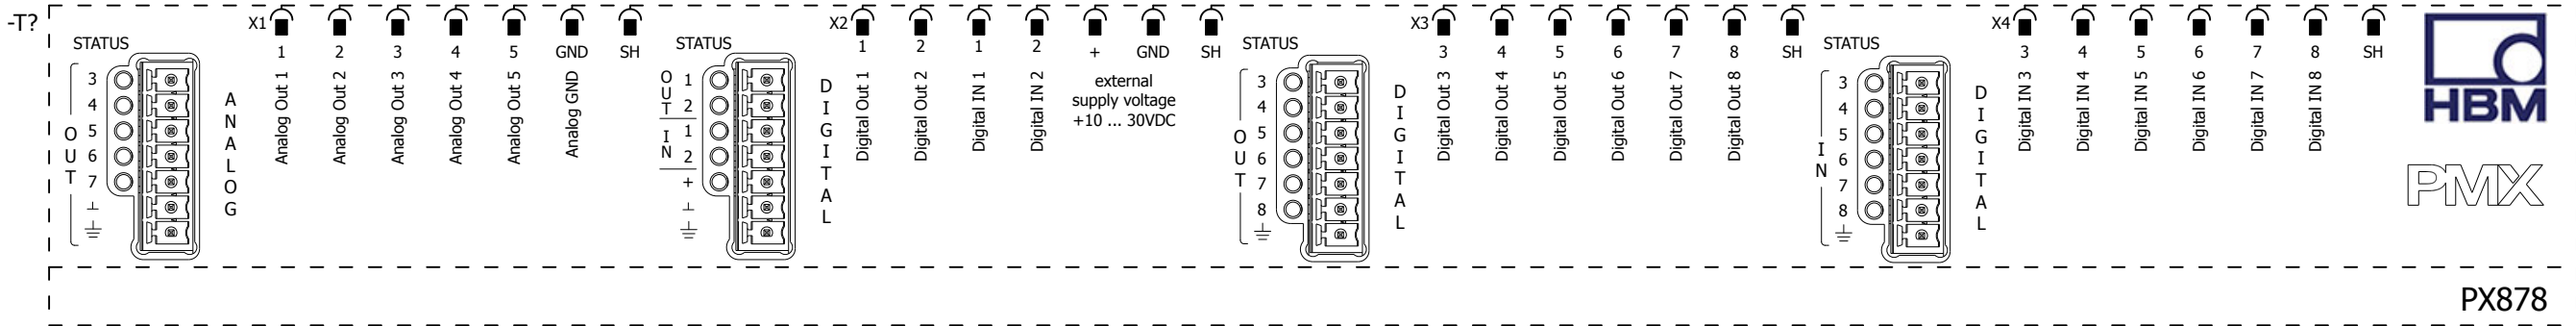 -T?
STATUS
3
4
5
6
7
OUT
ANALOG
X1
1 2 3 4 5 GND SH
Analog Out 1
Analog Out 2
Analog Out 3
Analog Out 4
Analog Out 5
Analog GND
STATUS
OUT
1
2
IN
1
2
+
DIGITAL
X2
1 2 1 2 + GND SH
Digital Out 1
Digital Out 2
Digital IN 1
Digital IN 2
external
supply voltage
+10 ... 30VDC
STATUS
3
4
5
6
7
8
OUT
DIGITAL
X3
3 4 5 6 7 8 SH
Digital Out 3
Digital Out 4
Digital Out 5
Digital Out 6
Digital Out 7
Digital Out 8
STATUS
3
4
5
6
7
8
IN
DIGITAL
X4
3 4 5 6 7 8 SH
Digital IN 3
Digital IN 4
Digital IN 5
Digital IN 6
Digital IN 7
Digital IN 8
HBM
PMX
PX878